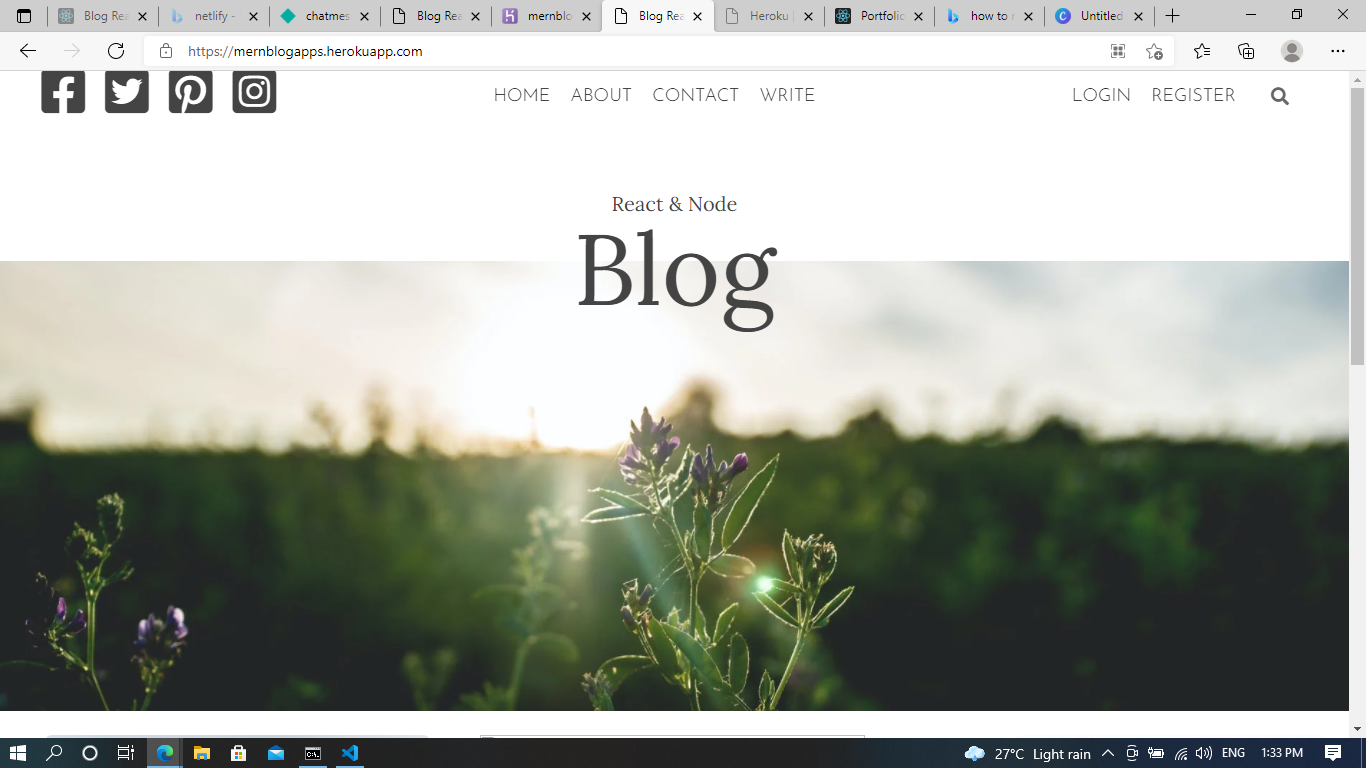 Blog Rea
netlify -
chatmes
Blog Rea
mernblo
Blog Rea
Heroku
Portfolio
how to r
Untitled
https://mernblogapps.herokuapp.com
HOME ABOUT CONTACT WRITE
LOGIN REGISTER
React & Node
Blog
27°C Light rain
ENG
1:33 PM